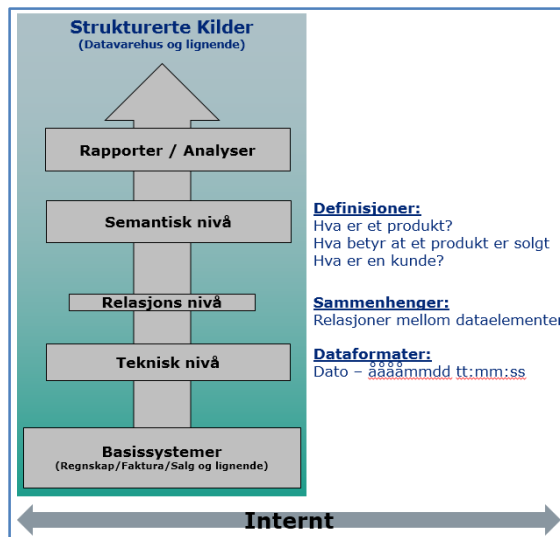 Strukturerte Kilder
(Datavarehus og lignende)
Rapporter / Analyser
Semantisk nivå
Definisjoner:
Hva er et produkt?
Hva betyr at et produkt er solgt
Hva er en kunde?
Relasjons nivå
Sammenhenger:
Relasjoner mellom dataelementer
Teknisk nivå
Dataformater:
Dato – ååååmmdd tt:mm:ss
Basissystemer
(Regnskap/Faktura/Salg og lignende)
Internt